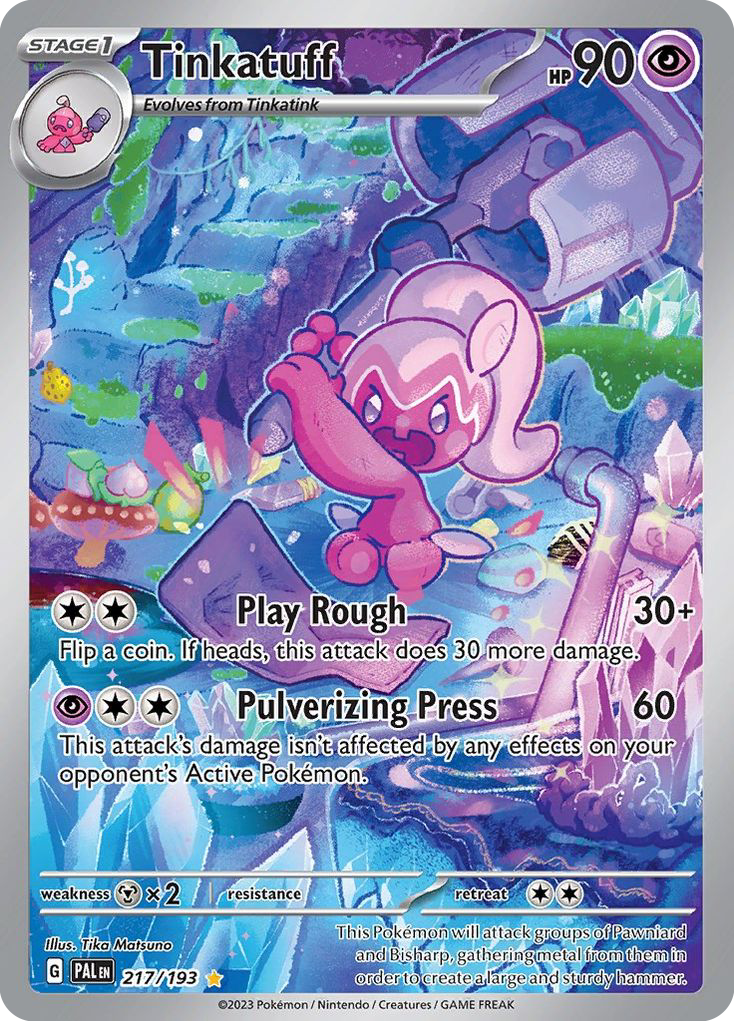 STAGE1 Tinkatuff HP 90
Evolves from Tinkatink
Play Rough 30+
Flip a coin. If heads, this attack does 30 more damage.
Pulverizing Press 60
This attack's damage isn't affected by any effects on your
opponent's Active Pokémon.
weakness ×2 resistance retreat
Illus. Tika Matsuno
This Pokémon will attack groups of Pawniard
and Bisharp, gathering metal from them in
order to create a large and sturdy hammer.
G PAL EN 217/193
©2023 Pokémon / Nintendo / Creatures / GAME FREAK